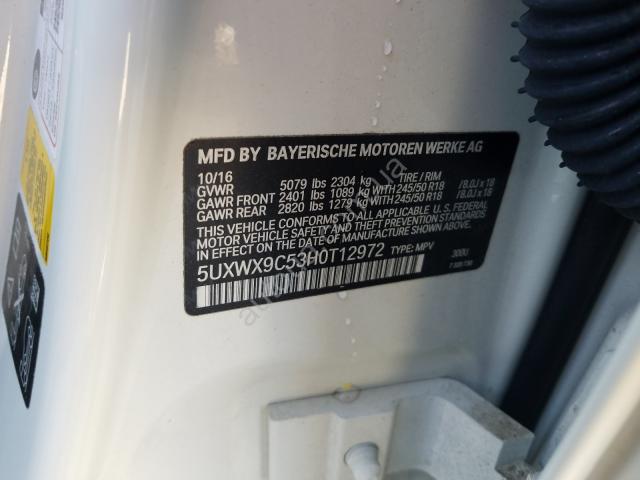 MFD BY BAYERISCHE MOTOREN WERKE AG
10/16
GVWR 5079 lbs 2304 kg TIRE / RIM
GAWR FRONT 2401 lbs 1089 kg WITH 245/50 R18 /8.0J x 18
GAWR REAR 2820 lbs 1279 kg WITH 245/50 R18 /8.0J x 18
THIS VEHICLE CONFORMS TO ALL APPLICABLE U.S. FEDERAL
MOTOR VEHICLE SAFETY, BUMPER, AND THEFT PREVENTION STANDARDS
IN EFFECT ON THE DATE OF MANUFACTURE SHOWN ABOVE.
5UXWX9C53H0T12972 TYPE: MPV 300U